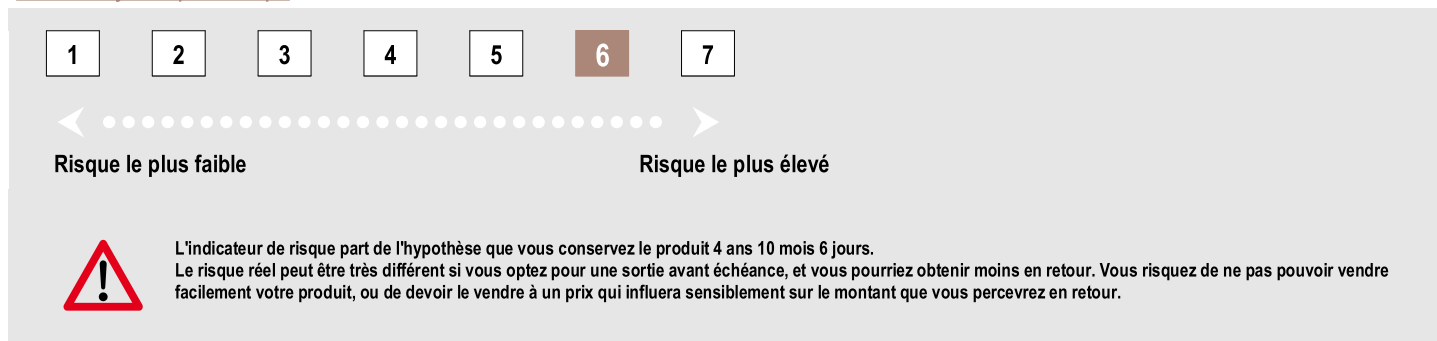 1 2 3 4 5 6 7
Risque le plus faible Risque le plus élevé
L'indicateur de risque part de l'hypothèse que vous conservez le produit 4 ans 10 mois 6 jours.
Le risque réel peut être très différent si vous optez pour une sortie avant échéance, et vous pourriez obtenir moins en retour. Vous risquez de ne pas pouvoir vendre
facilement votre produit, ou de devoir le vendre à un prix qui influera sensiblement sur le montant que vous percevrez en retour.